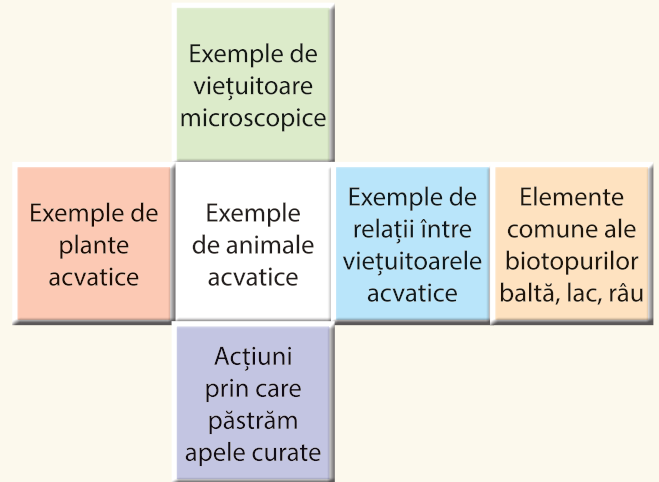 Exemple de
viețuitoare
microscopice
Exemple de
plante
acvatice
Exemple
de animale
acvatice
Exemple de
relații între
viețuitoarele
acvatice
Elemente
comune ale
biotopurilor
baltă, lac, râu
Acțiuni
prin care
păstrăm
apele curate